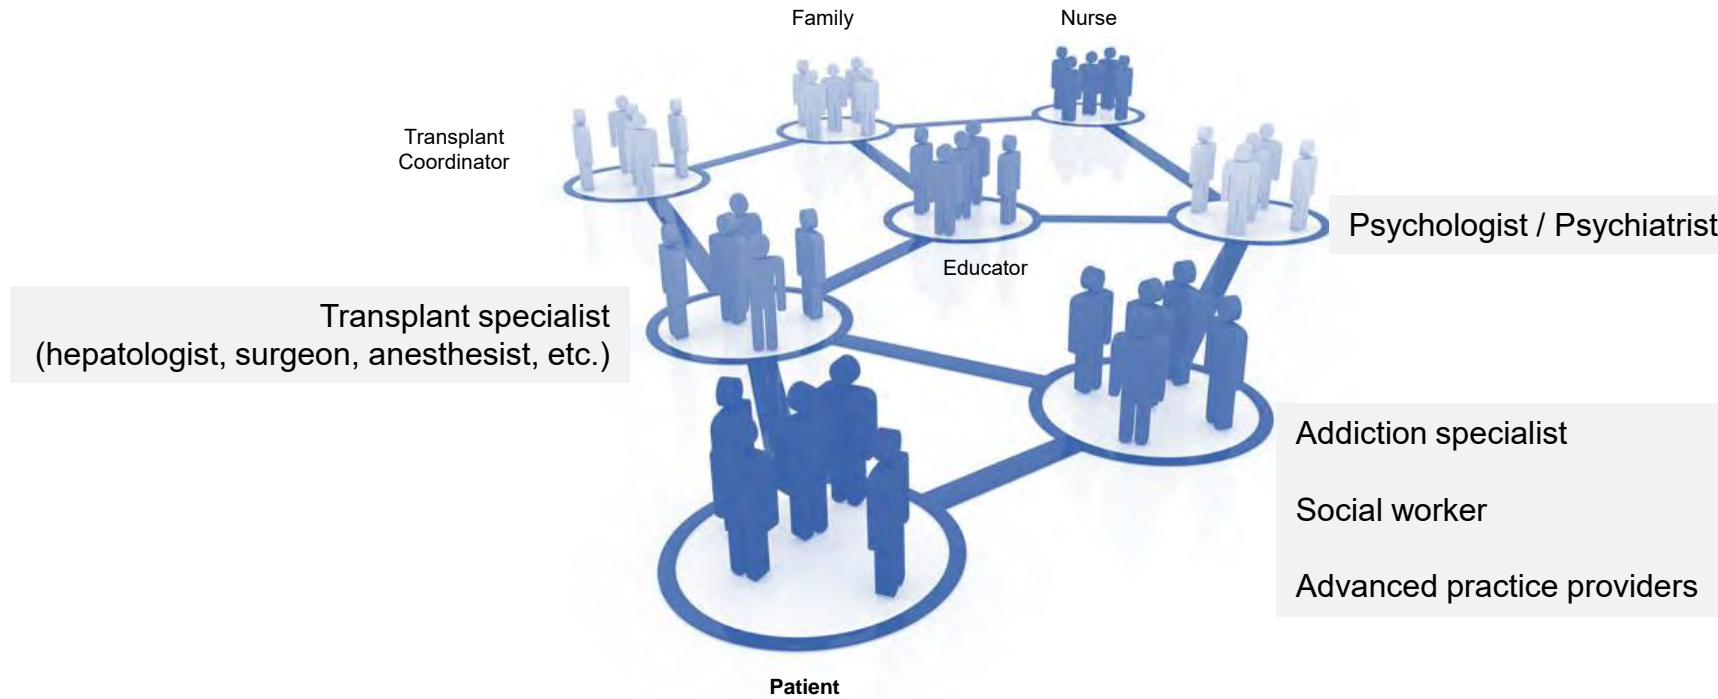 Family
Nurse
Transplant
Coordinator
Psychologist / Psychiatrist
Educator
Transplant specialist
(hepatologist, surgeon, anesthesist, etc.)
Addiction specialist
Social worker
Advanced practice providers
Patient